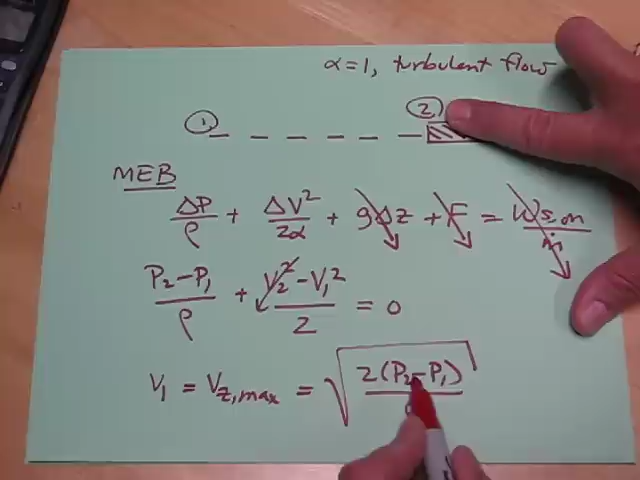 α = 1, turbulent flow
① ②
MEB
ΔP/ρ + ΔV²/2α + gΔz + F = Ẇs,on/ṁ
P₂ – P₁/ρ + V₂² – V₁²/2 = 0
V₁ = Vz,max = √2(P₂–P₁)